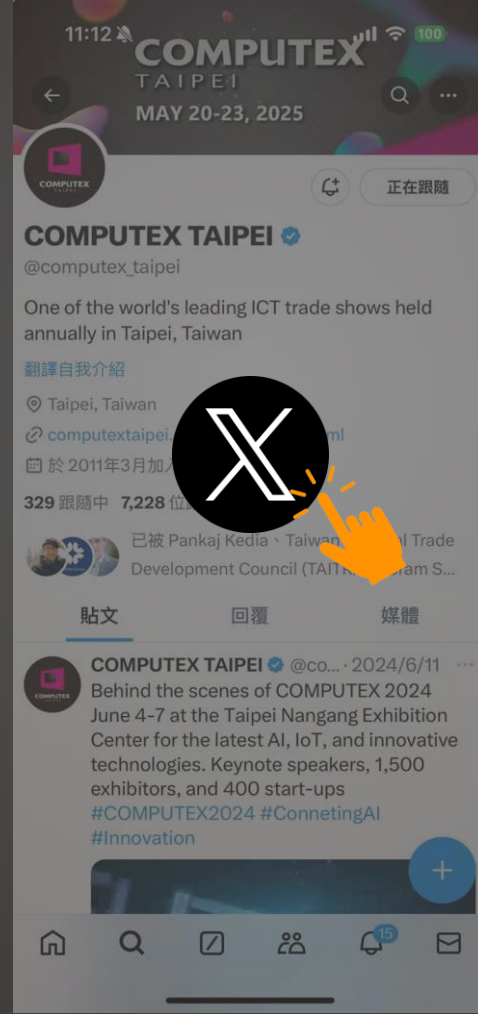 11:12
100
COMPUTEX
TAIPEI
MAY 20-23, 2025
COMPUTEX
TAIPEI
正在跟隨
COMPUTEX TAIPEI
@computex_taipei
One of the world's leading ICT trade shows held
annually in Taipei, Taiwan
翻譯自我介紹
Taipei, Taiwan
computextaipei.
於 2011年3月加入
329 跟隨中 7,228
已被 Pankaj Kedia、Taiwan Trade
Development Council (TAITRA)
貼文 回覆 媒體
COMPUTEX TAIPEI @co... · 2024/6/11 ...
COMPUTEX
Behind the scenes of COMPUTEX 2024
June 4-7 at the Taipei Nangang Exhibition
Center for the latest AI, IoT, and innovative
technologies. Keynote speakers, 1,500
exhibitors, and 400 start-ups
#COMPUTEX2024 #ConnetingAI
#Innovation
15